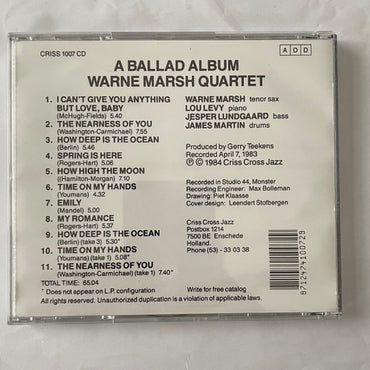 CRISS 1007 CD
A D D
A BALLAD ALBUM
WARNE MARSH QUARTET
1. I CAN'T GIVE YOU ANYTHING
BUT LOVE, BABY
(McHugh-Fields) 5.40
2. THE NEARNESS OF YOU
(Washington-Carmichael) 7.55
3. HOW DEEP IS THE OCEAN
(Berlin) 5.46
4. SPRING IS HERE
(Rogers-Hart) 5.06
5. HOW HIGH THE MOON
((Hamilton-Morgan) 7.10
6. TIME ON MY HANDS
(Youmans) 4.32
7. EMILY
(Mandel) 5.00
8. MY ROMANCE
(Rogers-Hart) 5.37
9. HOW DEEP IS THE OCEAN
(Berlin) (take 3) 5.30*
10. TIME ON MY HANDS
(Youmans) (take 1) 5.08*
11. THE NEARNESS OF YOU
(Washington-Carmichael) (take 1) 7.40*
TOTAL TIME: 65.04
* Does not appear on L.P. configuration
All rights reserved. Unauthorized duplication is a violation of applicable laws.
WARNE MARSH tenor sax
LOU LEVY piano
JESPER LUNDGAARD bass
JAMES MARTIN drums
Produced by Gerry Teekens
Recorded April 7, 1983
Ⓟ © 1984 Criss Cross Jazz
Recorded in Studio 44, Monster
Recording Engineer: Max Bolleman
Drawing: Piet Klaasse
Cover design: Leendert Stofbergen
Criss Cross Jazz
Postbox 1214
7500 BE Enschede
Holland.
Phone (53) - 33 03 38
Write for free catalog
8712474100729